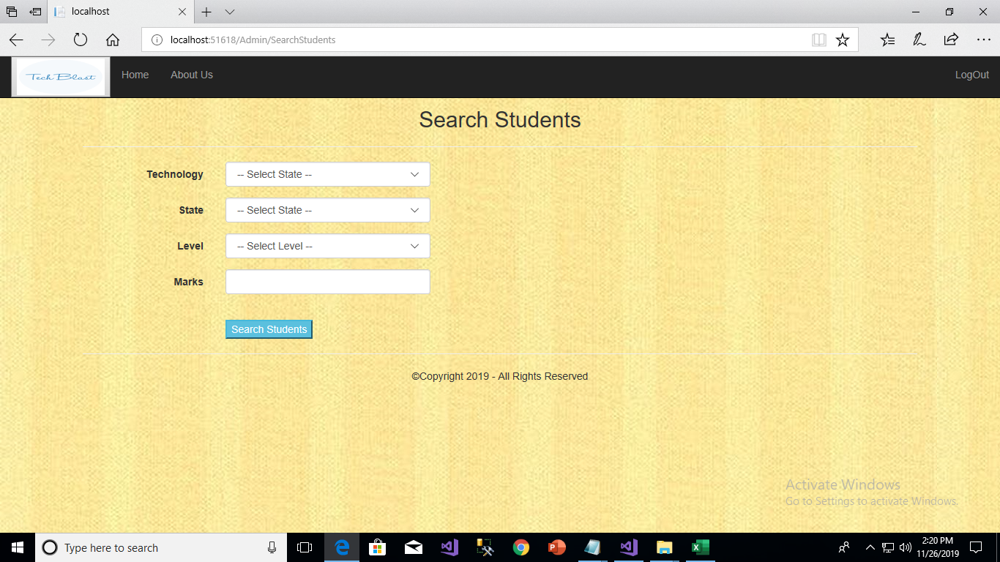 localhost
localhost:51618/Admin/SearchStudents
Tech Blast
Home
About Us
LogOut
Search Students
Technology
-- Select State --
State
-- Select State --
Level
-- Select Level --
Marks
Search Students
©Copyright 2019 - All Rights Reserved
Activate Windows
Go to Settings to activate Windows.
Type here to search
2:20 PM
11/26/2019